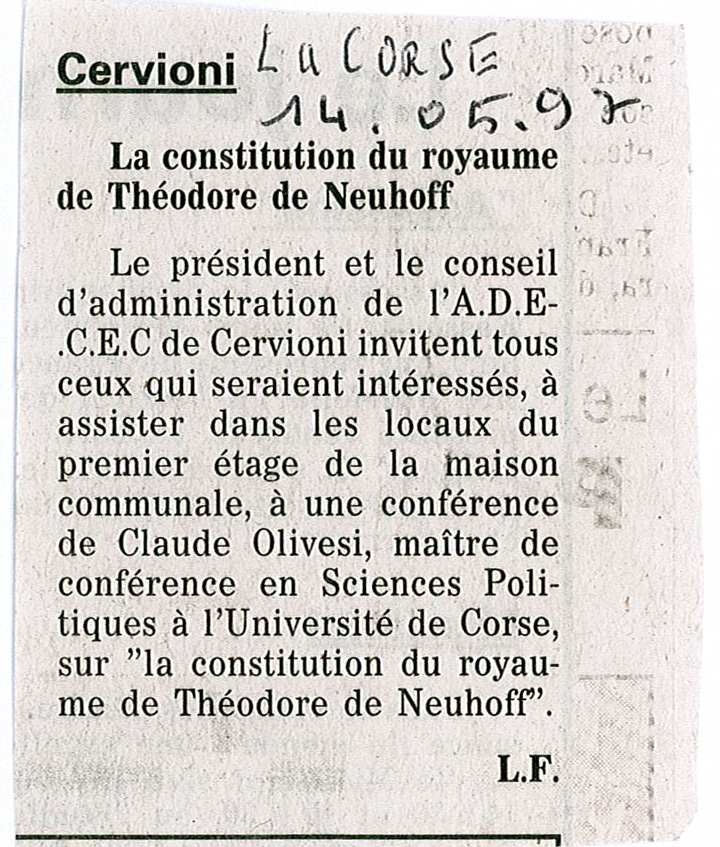 Cervioni LA CORSE
14.05.97
La constitution du royaume
de Théodore de Neuhoff
Le président et le conseil
d'administration de l'A.D.E-
.C.E.C de Cervioni invitent tous
ceux qui seraient intéressés, à
assister dans les locaux du
premier étage de la maison
communale, à une conférence
de Claude Olivesi, maître de
conférence en Sciences Poli-
tiques à l'Université de Corse,
sur "la constitution du royau-
me de Théodore de Neuhoff".
L.F.